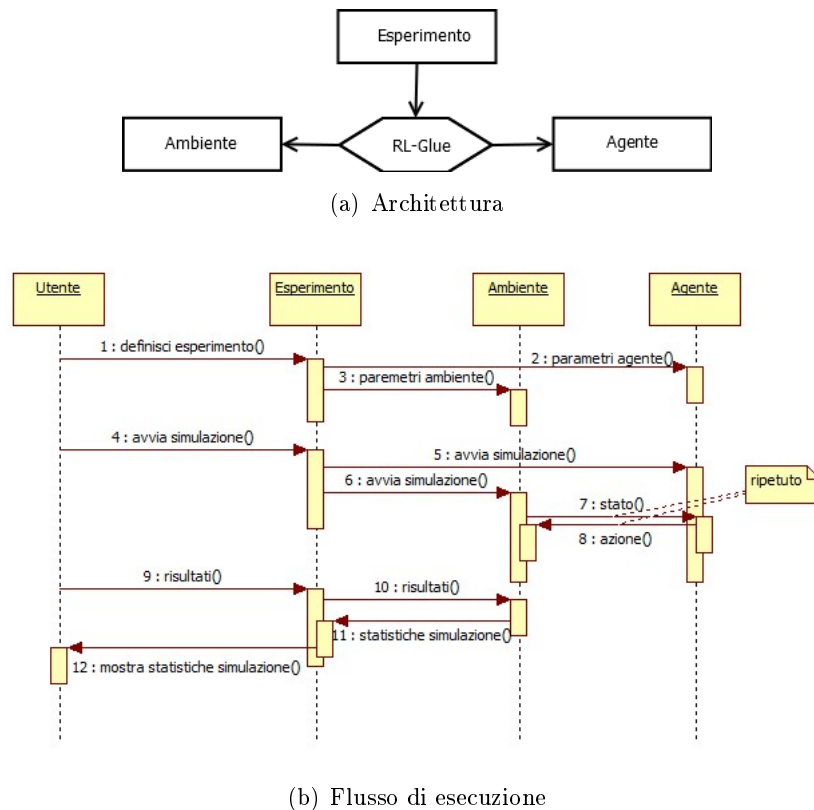 Esperimento
Ambiente
RL-Glue
Agente
(a) Architettura
Utente
Esperimento
Ambiente
Agente
1 : definisci esperimento()
2 : parametri agente()
3 : paremetri ambiente()
4 : avvia simulazione()
5 : avvia simulazione()
6 : avvia simulazione()
ripetuto
7 : stato()
8 : azione()
9 : risultati()
10 : risultati()
11 : statistiche simulazione()
12 : mostra statistiche simulazione()
(b) Flusso di esecuzione